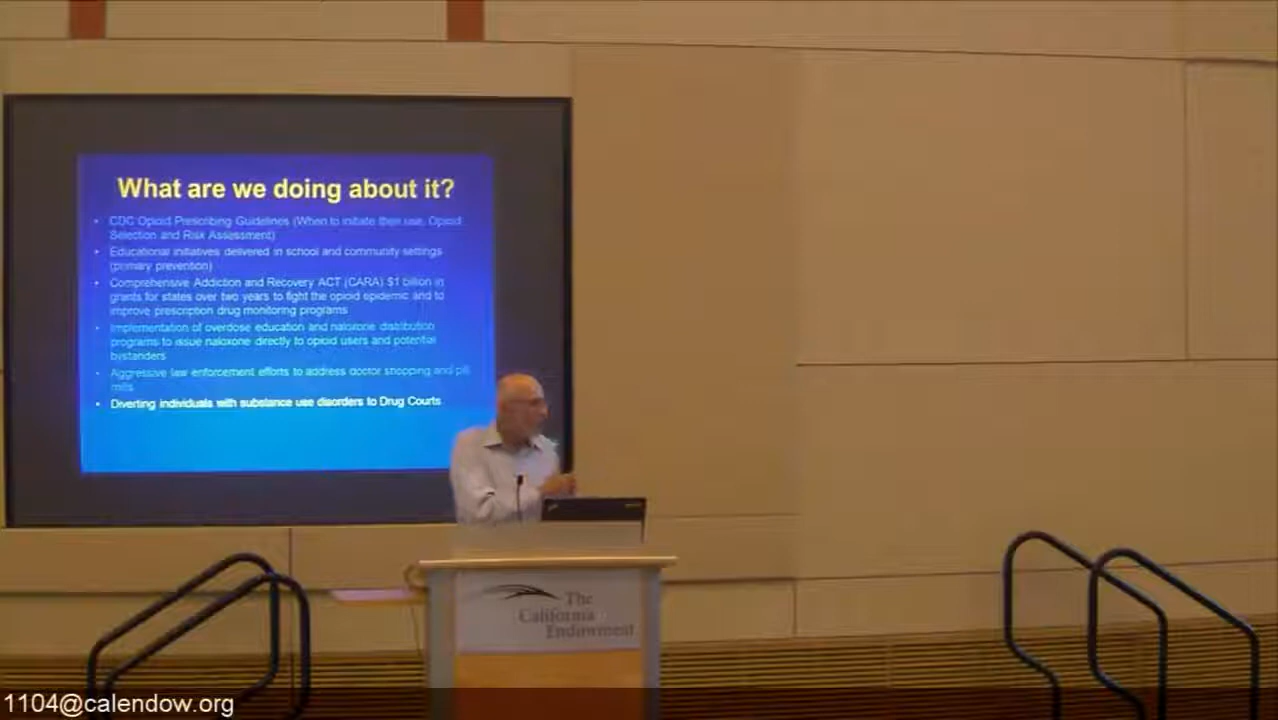 What are we doing about it?
• CDC Opioid Prescribing Guidelines (When to initiate their use, Opioid
Selection and Risk Assessment)
• Educational initiatives delivered in school and community settings
(primary prevention)
• Comprehensive Addiction and Recovery ACT (CARA) $1 billion in
grants for states over two years to fight the opioid epidemic and to
improve prescription drug monitoring programs
• Implementation of overdose education and naloxone distribution
programs to issue naloxone directly to opioid users and potential
bystanders
• Aggressive law enforcement efforts to address doctor shopping and pill
mills
• Diverting individuals with substance use disorders to Drug Courts
The
California
Endowment
1104@calendow.org